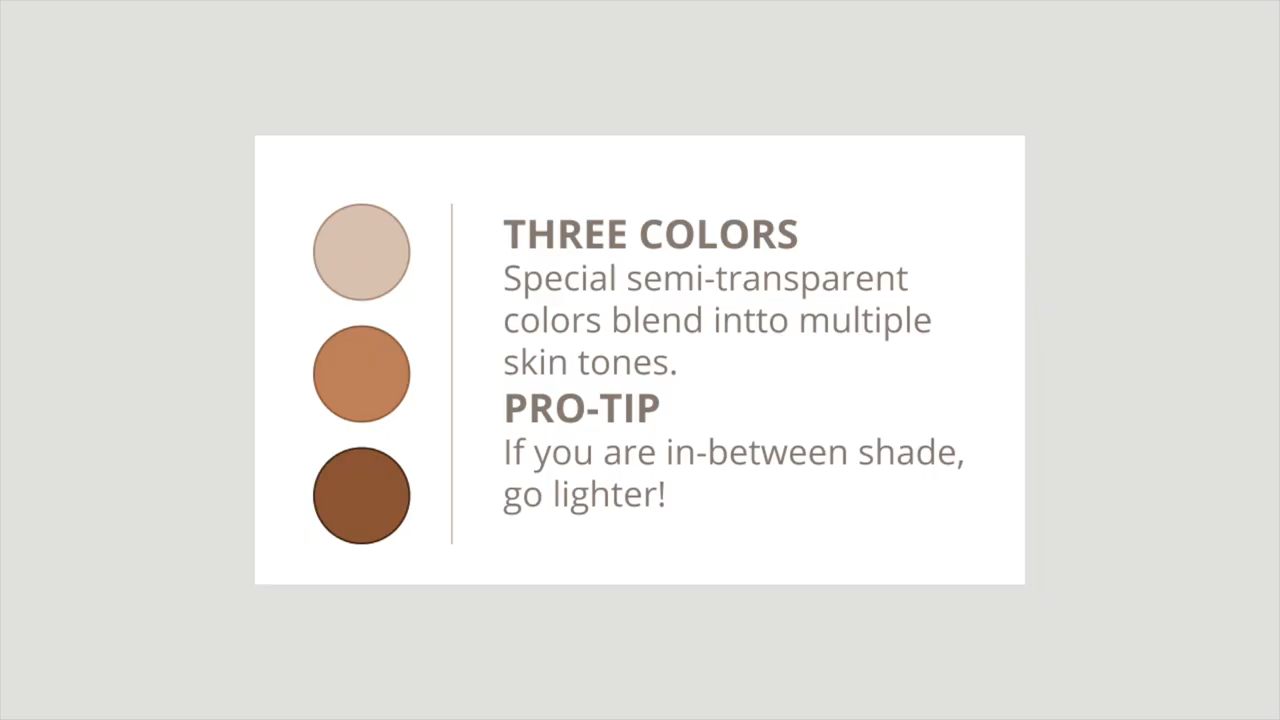 THREE COLORS
Special semi-transparent
colors blend intto multiple
skin tones.
PRO-TIP
If you are in-between shade,
go lighter!